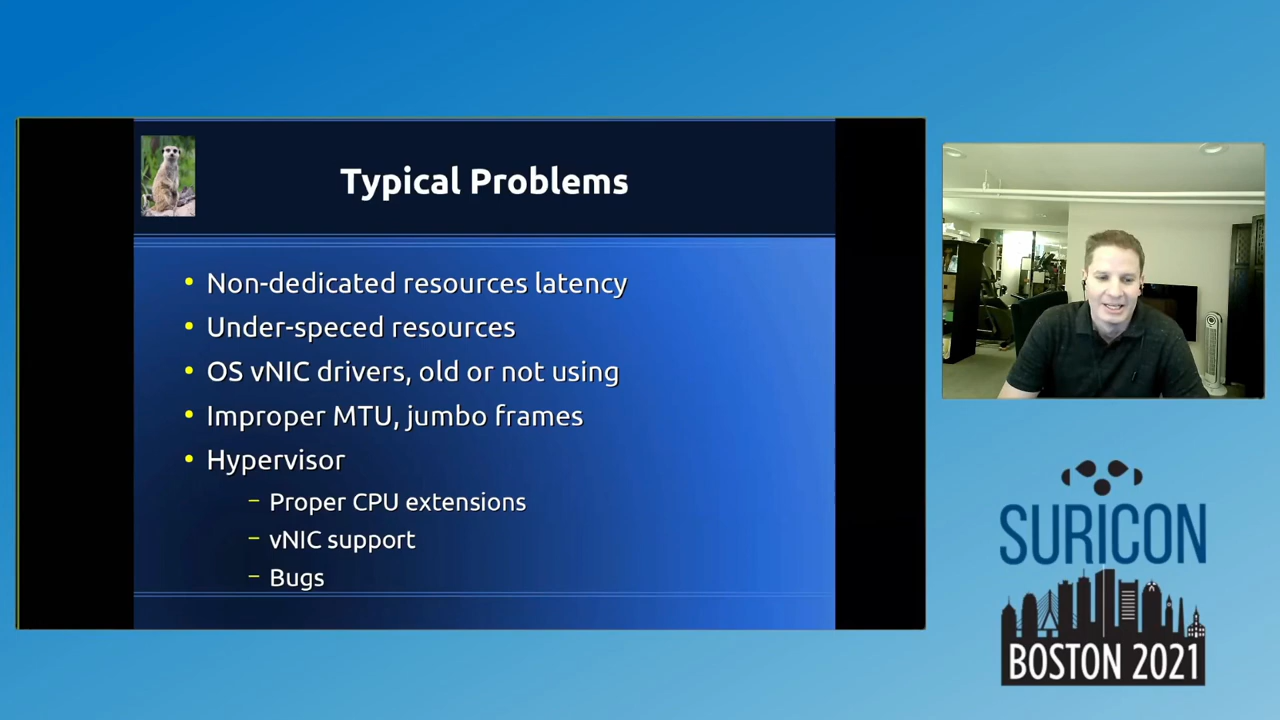 Typical Problems
Non-dedicated resources latency
Under-speced resources
OS vNIC drivers, old or not using
Improper MTU, jumbo frames
Hypervisor
– Proper CPU extensions
– vNIC support
– Bugs
SURICON
BOSTON 2021